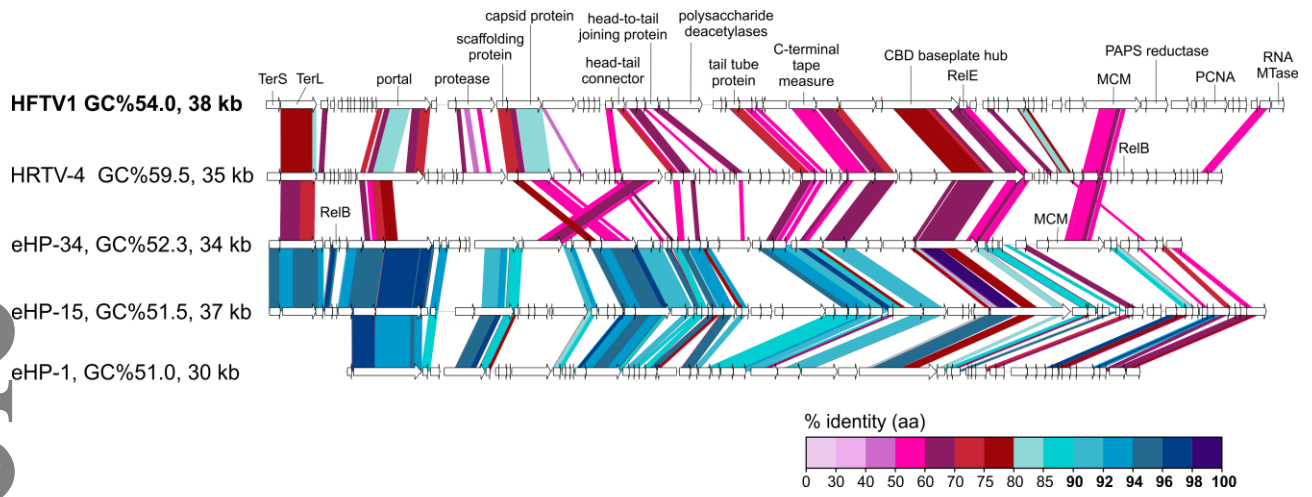 capsid protein
head-to-tail
joining protein
polysaccharide
deacetylases
scaffolding
protein
C-terminal
tape
measure
CBD baseplate hub
PAPS reductase
RNA
MTase
TerS
TerL
portal
protease
head-tail
connector
tail tube
protein
RelE
MCM
PCNA
HFTV1 GC%54.0, 38 kb
RelB
HRTV-4 GC%59.5, 35 kb
RelB
MCM
eHP-34, GC%52.3, 34 kb
eHP-15, GC%51.5, 37 kb
eHP-1, GC%51.0, 30 kb
% identity (aa)
0 30 40 50 60 70 75 80 85 90 92 94 96 98 100